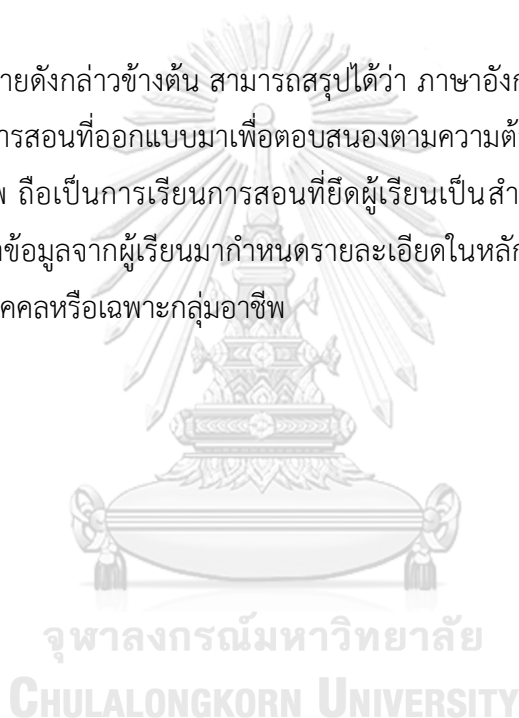 ายดังกล่าวข้างต้น สามารถสรุปได้ว่า ภาษาอังก
ารสอนที่ออกแบบมาเพื่อตอบสนองตามความต้
พ ถือเป็นการเรียนการสอนที่ยึดผู้เรียนเป็นสำ
าข้อมูลจากผู้เรียนมากำหนดรายละเอียดในหลัก
ุคคลหรือเฉพาะกลุ่มอาชีพ
จุฬาลงกรณ์มหาวิทยาลัย
CHULALONGKORN UNIVERSITY